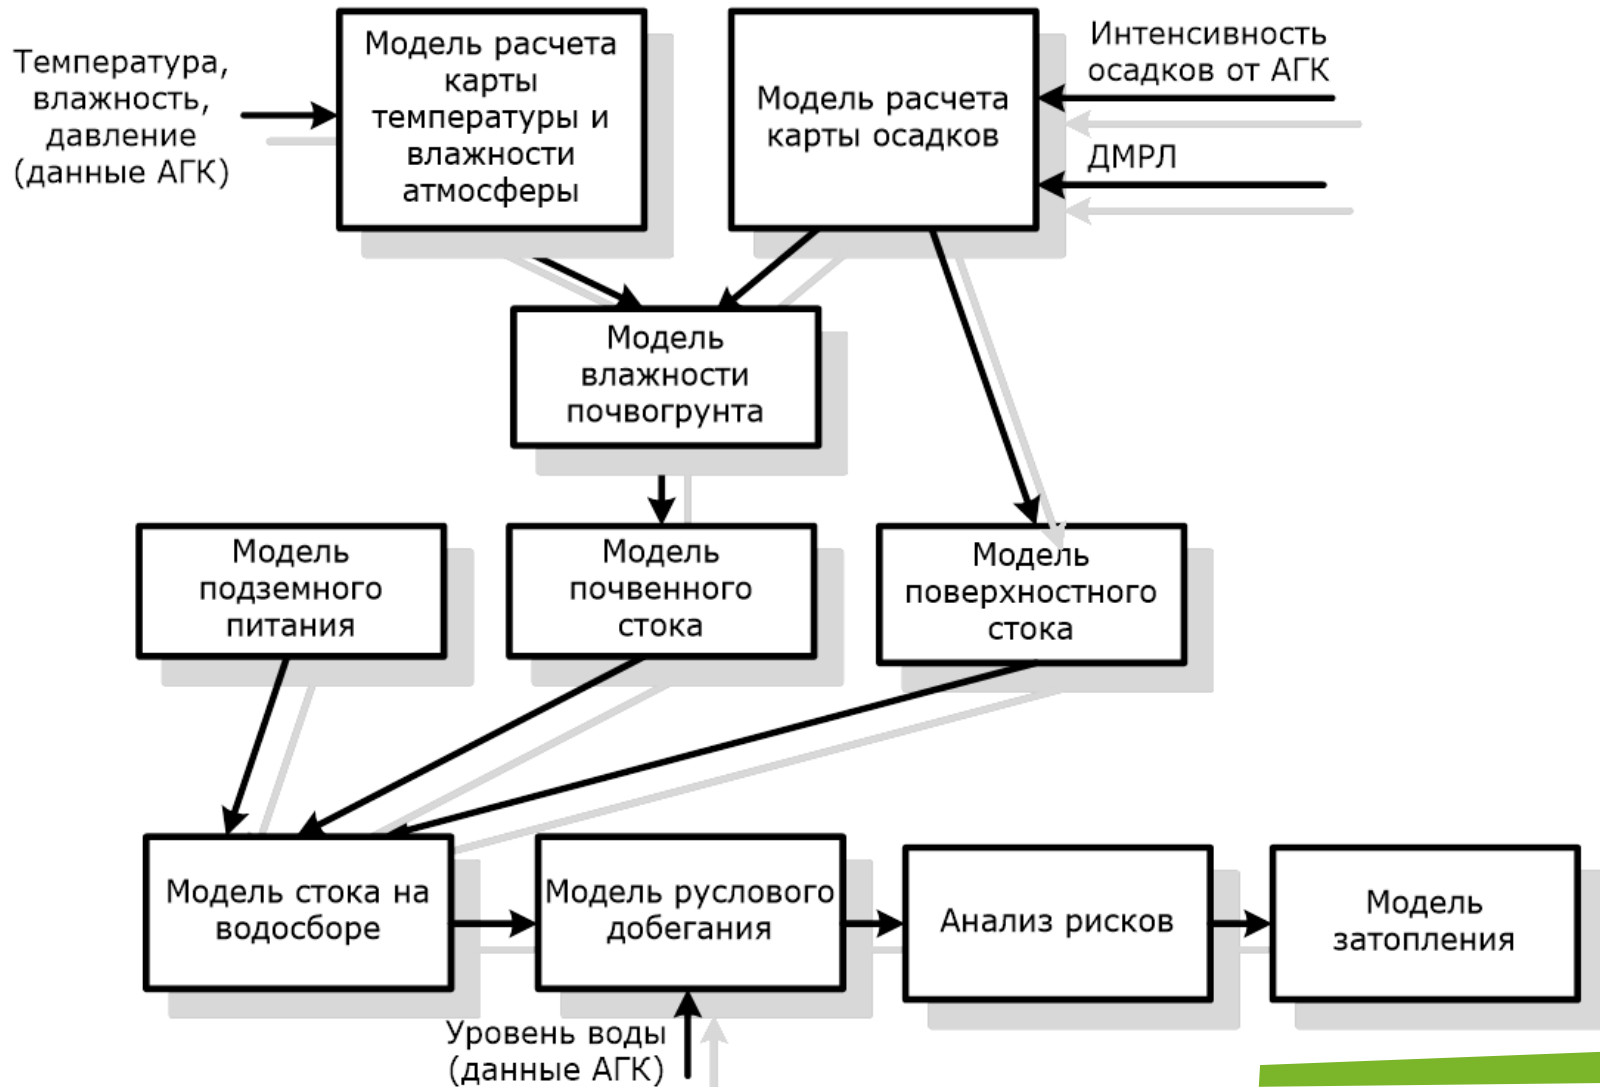 Температура,
влажность,
давление
(данные АГК)
Модель расчета
карты
температуры и
влажности
атмосферы
Модель расчета
карты осадков
Интенсивность
осадков от АГК
ДМРЛ
Модель
влажности
почвогрунта
Модель
подземного
питания
Модель
почвенного
стока
Модель
поверхностного
стока
Модель стока на
водосборе
Модель руслового
добегания
Анализ рисков
Модель
затопления
Уровень воды
(данные АГК)